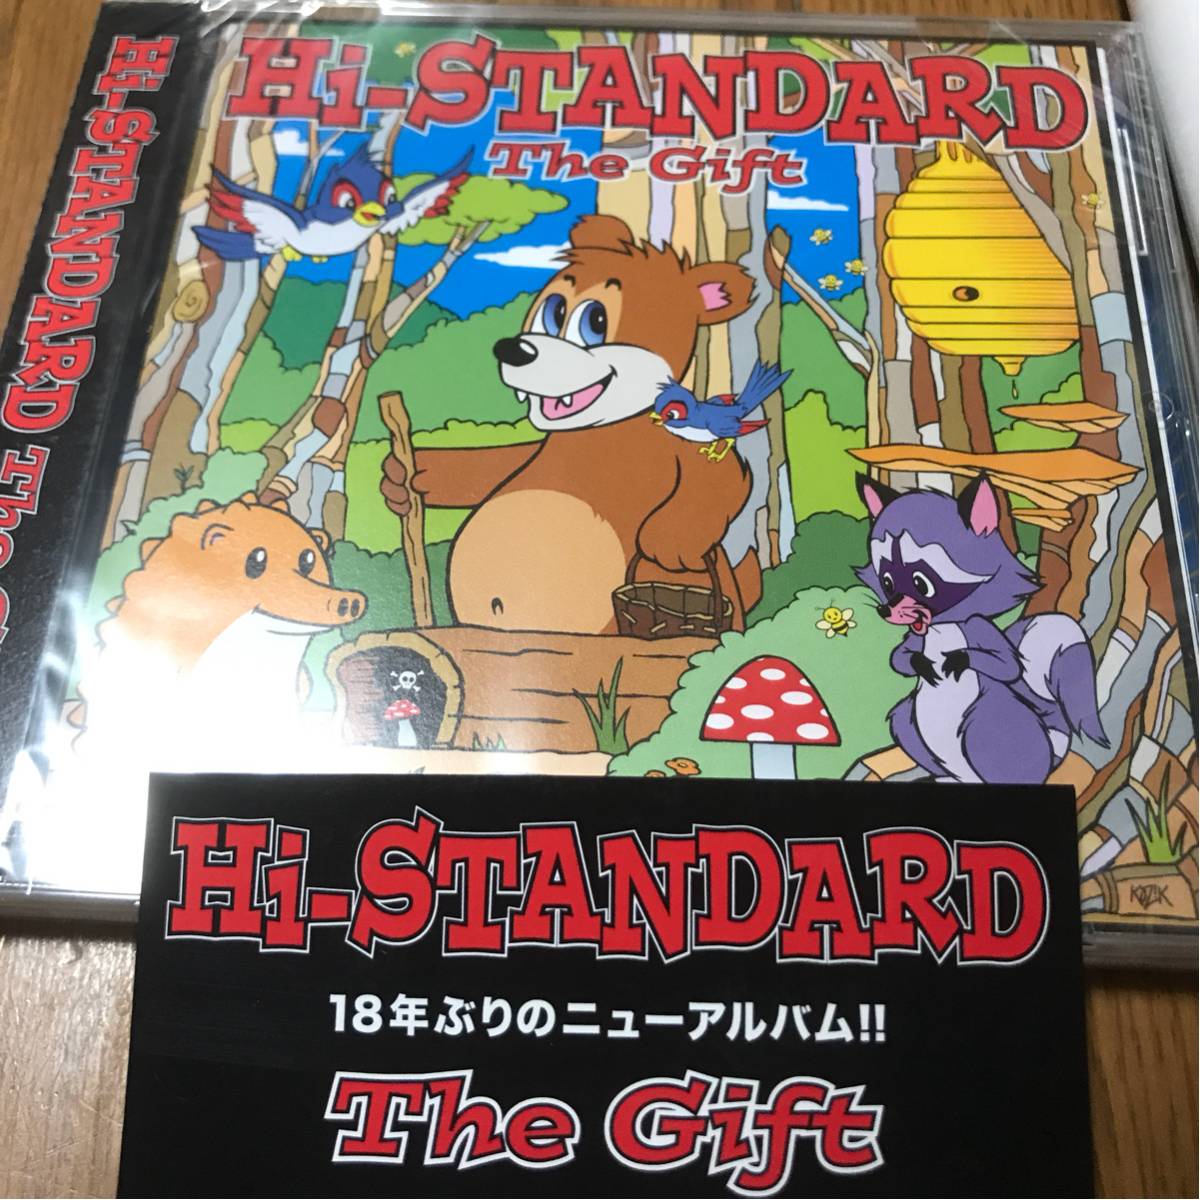 Hi-STANDARD
The Gift
Hi-STANDARD The G
KOZIK
Hi-STANDARD
18年ぶりのニューアルバム!!
The Gift